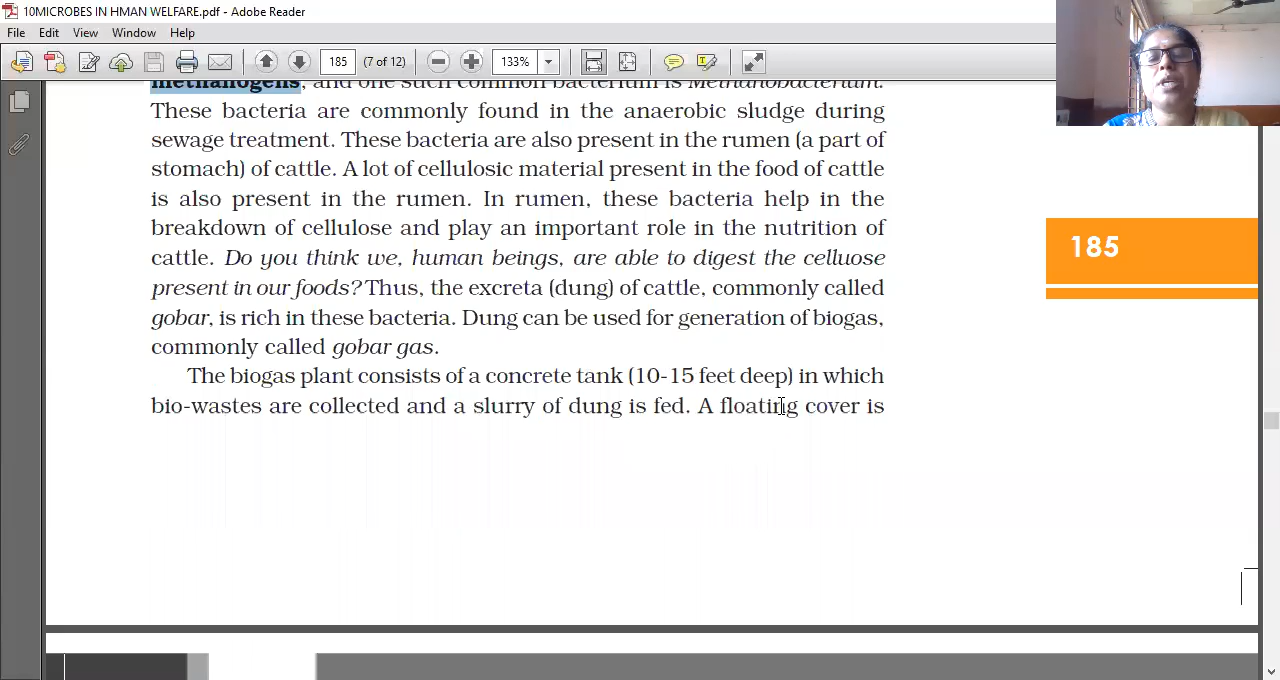 10MICROBES IN HMAN WELFARE.pdf - Adobe Reader
File Edit View Window Help
185 (7 of 12) 133%
methanogens, and one such common bacterium is Methanobacterium.
These bacteria are commonly found in the anaerobic sludge during
sewage treatment. These bacteria are also present in the rumen (a part of
stomach) of cattle. A lot of cellulosic material present in the food of cattle
is also present in the rumen. In rumen, these bacteria help in the
breakdown of cellulose and play an important role in the nutrition of
cattle. Do you think we, human beings, are able to digest the celluose
present in our foods? Thus, the excreta (dung) of cattle, commonly called
gobar, is rich in these bacteria. Dung can be used for generation of biogas,
commonly called gobar gas.
The biogas plant consists of a concrete tank (10-15 feet deep) in which
bio-wastes are collected and a slurry of dung is fed. A floating cover is
185